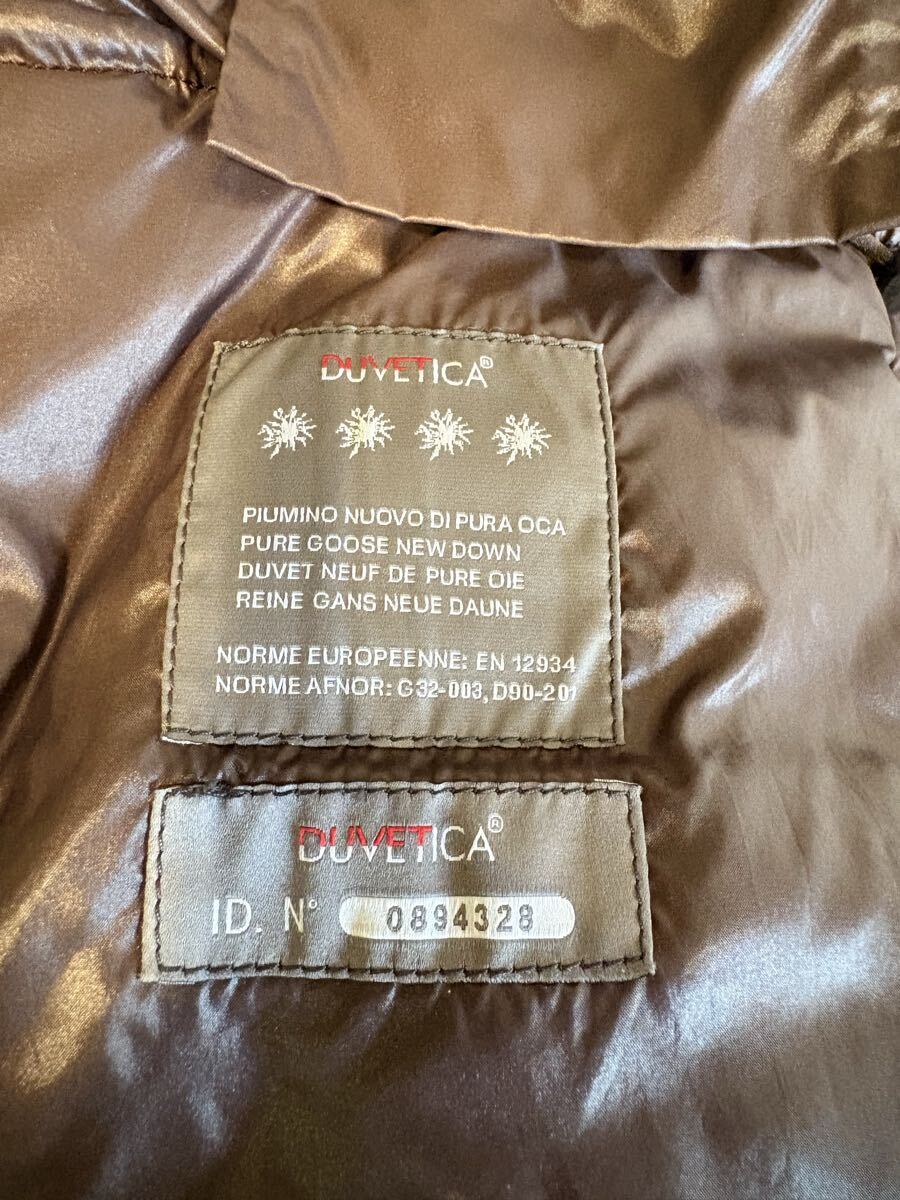 DUVETICA®
PIUMINO NUOVO DI PURA OCA
PURE GOOSE NEW DOWN
DUVET NEUF DE PURE OIE
REINE GANS NEUE DAUNE
NORME EUROPEENNE: EN 12934
NORME AFNOR: G32-003, D90-201
DUVETICA®
ID. N° 0894328